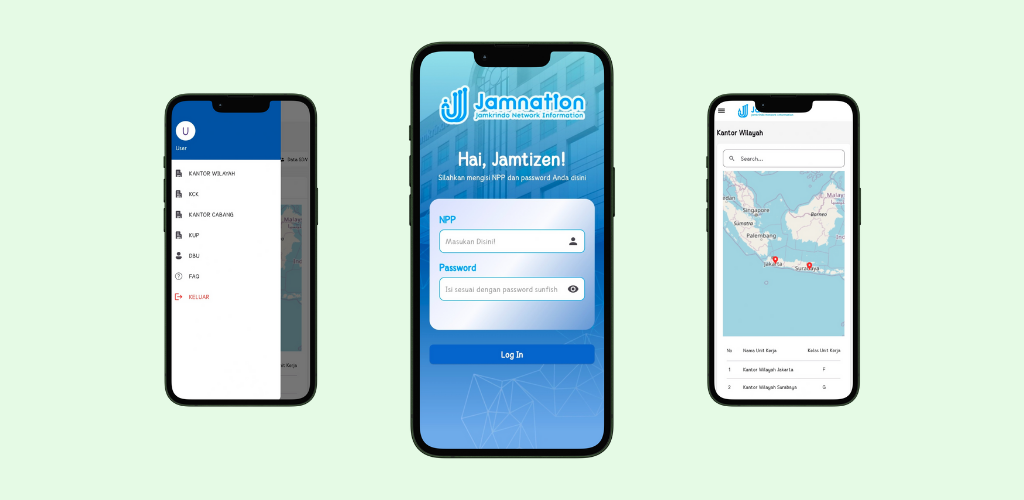 U
User
KANTOR WILAYAH
KCK
KANTOR CABANG
KUP
DBU
FAQ
KELUAR
Jamnation
Jamkrindo Network Information
Hai, Jamtizen!
Silahkan mengisi NPP dan password Anda disini
NPP
Masukan Disini!
Password
Isi sesuai dengan password sunfish
Log In
Kantor Wilayah
Search...
Singapore
Borneo
Sumatra
Palembang
Jakarta
Surabaya
No Nama Unit Kerja Kelas Unit Kerja
1 Kantor Wilayah Jakarta F
2 Kantor Wilayah Surabaya G